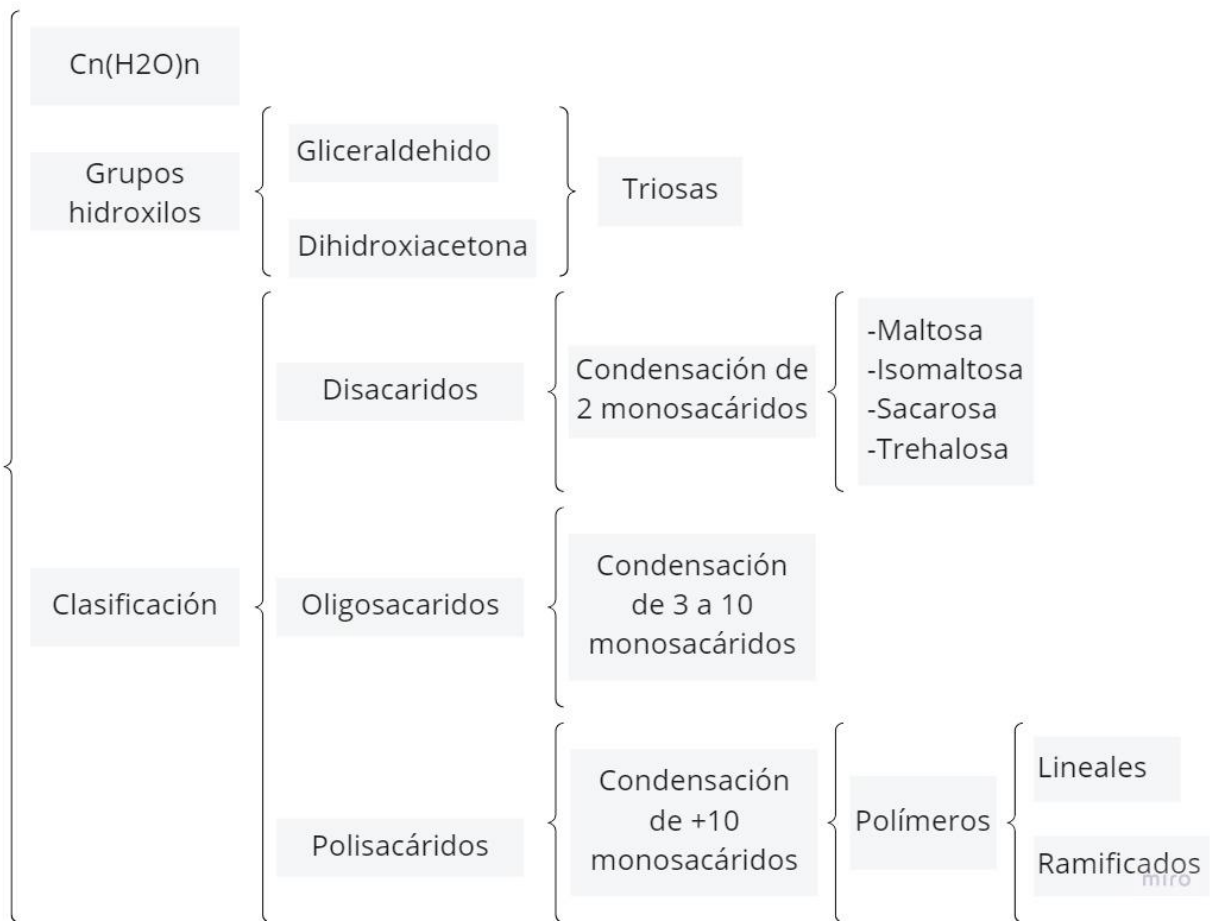 Cn(H2O)n
Grupos
hidroxilos
Gliceraldehido
Dihidroxiacetona
Triosas
Clasificación
Disacaridos
Condensación de
2 monosacáridos
-Maltosa
-Isomaltosa
-Sacarosa
-Trehalosa
Oligosacaridos
Condensación
de 3 a 10
monosacáridos
Polisacáridos
Condensación
de +10
monosacáridos
Polímeros
Lineales
Ramificados
miro